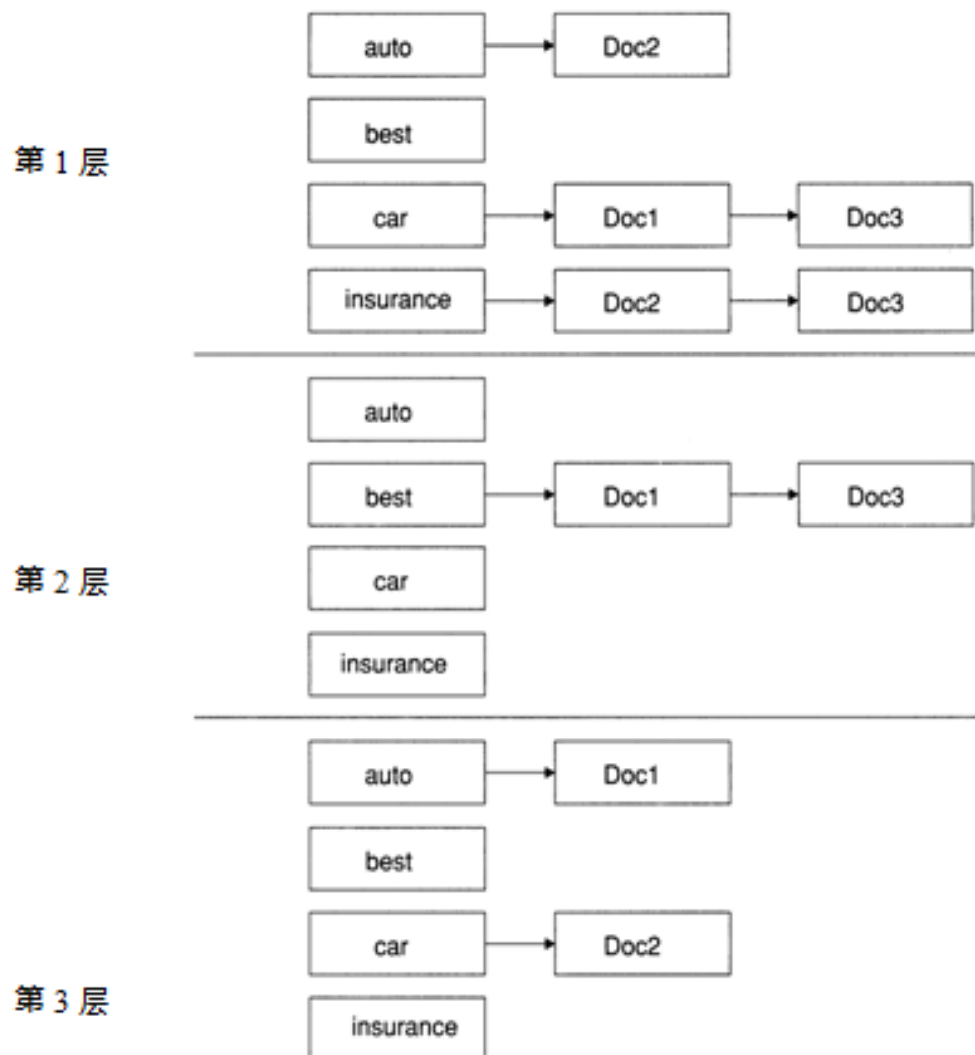 auto Doc2
best
第 1 层
car Doc1 Doc3
insurance Doc2 Doc3
auto
best Doc1 Doc3
第 2 层
car
insurance
auto Doc1
best
car Doc2
第 3 层
insurance